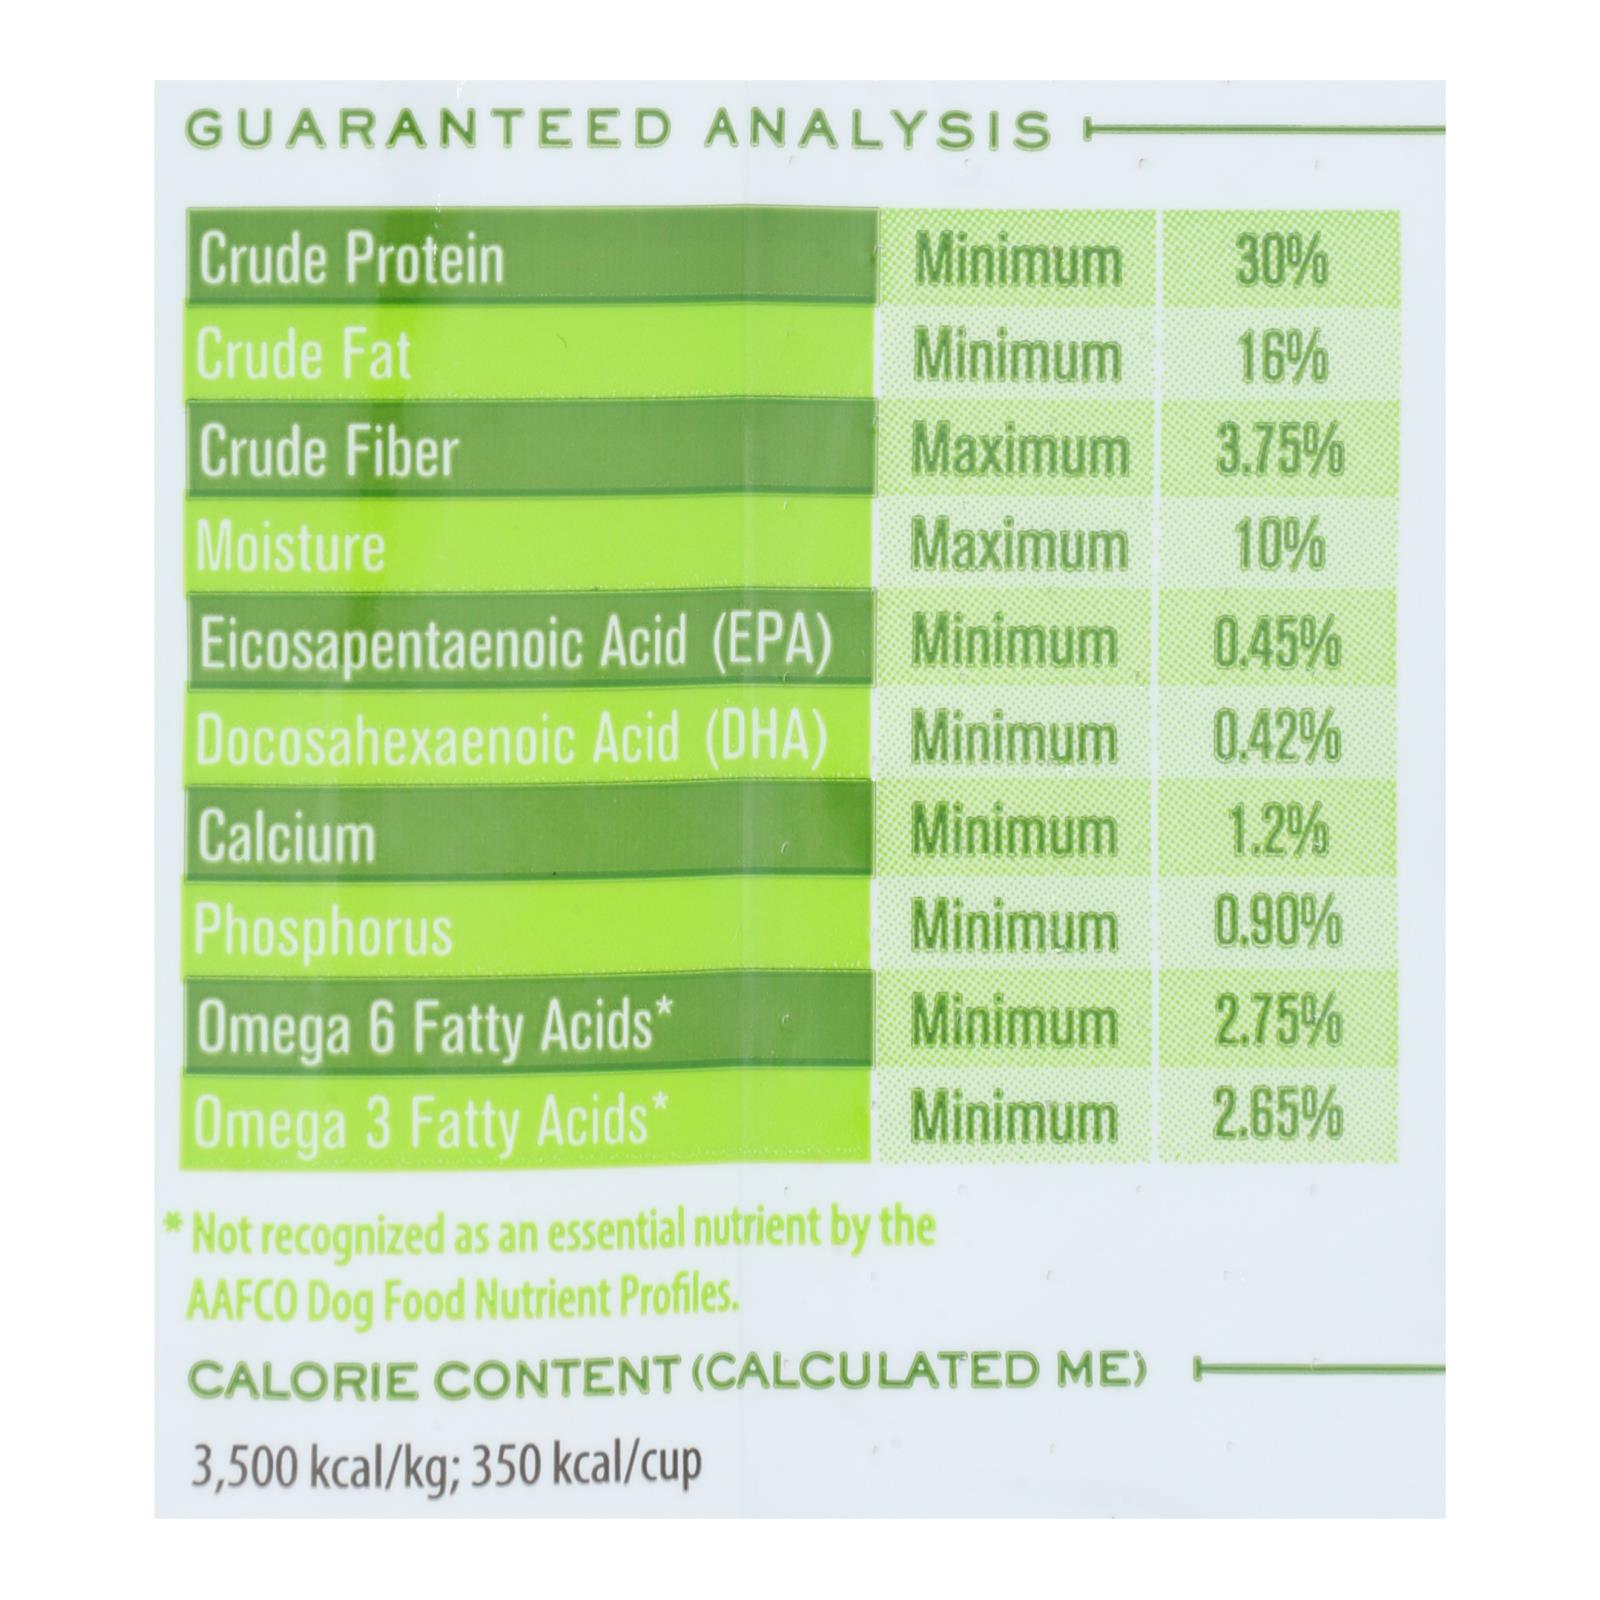 GUARANTEED ANALYSIS
Crude Protein Minimum 30%
Crude Fat Minimum 16%
Crude Fiber Maximum 3.75%
Moisture Maximum 10%
Eicosapentaenoic Acid (EPA) Minimum 0.45%
Docosahexaenoic Acid (DHA) Minimum 0.42%
Calcium Minimum 1.2%
Phosphorus Minimum 0.90%
Omega 6 Fatty Acids* Minimum 2.75%
Omega 3 Fatty Acids* Minimum 2.65%
* Not recognized as an essential nutrient by the
AAFCO Dog Food Nutrient Profiles.
CALORIE CONTENT (CALCULATED ME)
3,500 kcal/kg; 350 kcal/cup